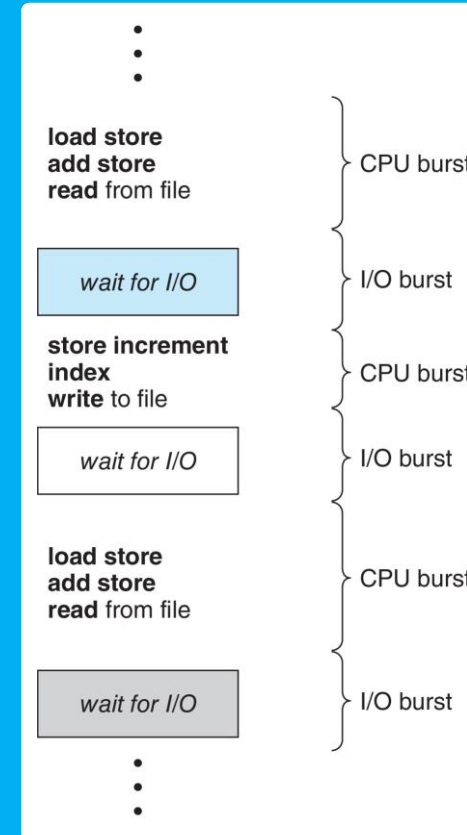 load store
add store
read from file
CPU burst
wait for I/O
I/O burst
store increment
index
write to file
CPU burst
wait for I/O
I/O burst
load store
add store
read from file
CPU burst
wait for I/O
I/O burst